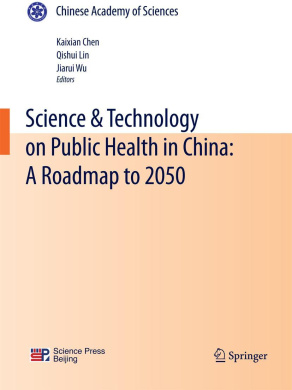 Chinese Academy of Sciences
Kaixian Chen
Qishui Lin
Jiarui Wu
Editors
Science & Technology
on Public Health in China:
A Roadmap to 2050
Science Press
Beijing
Springer